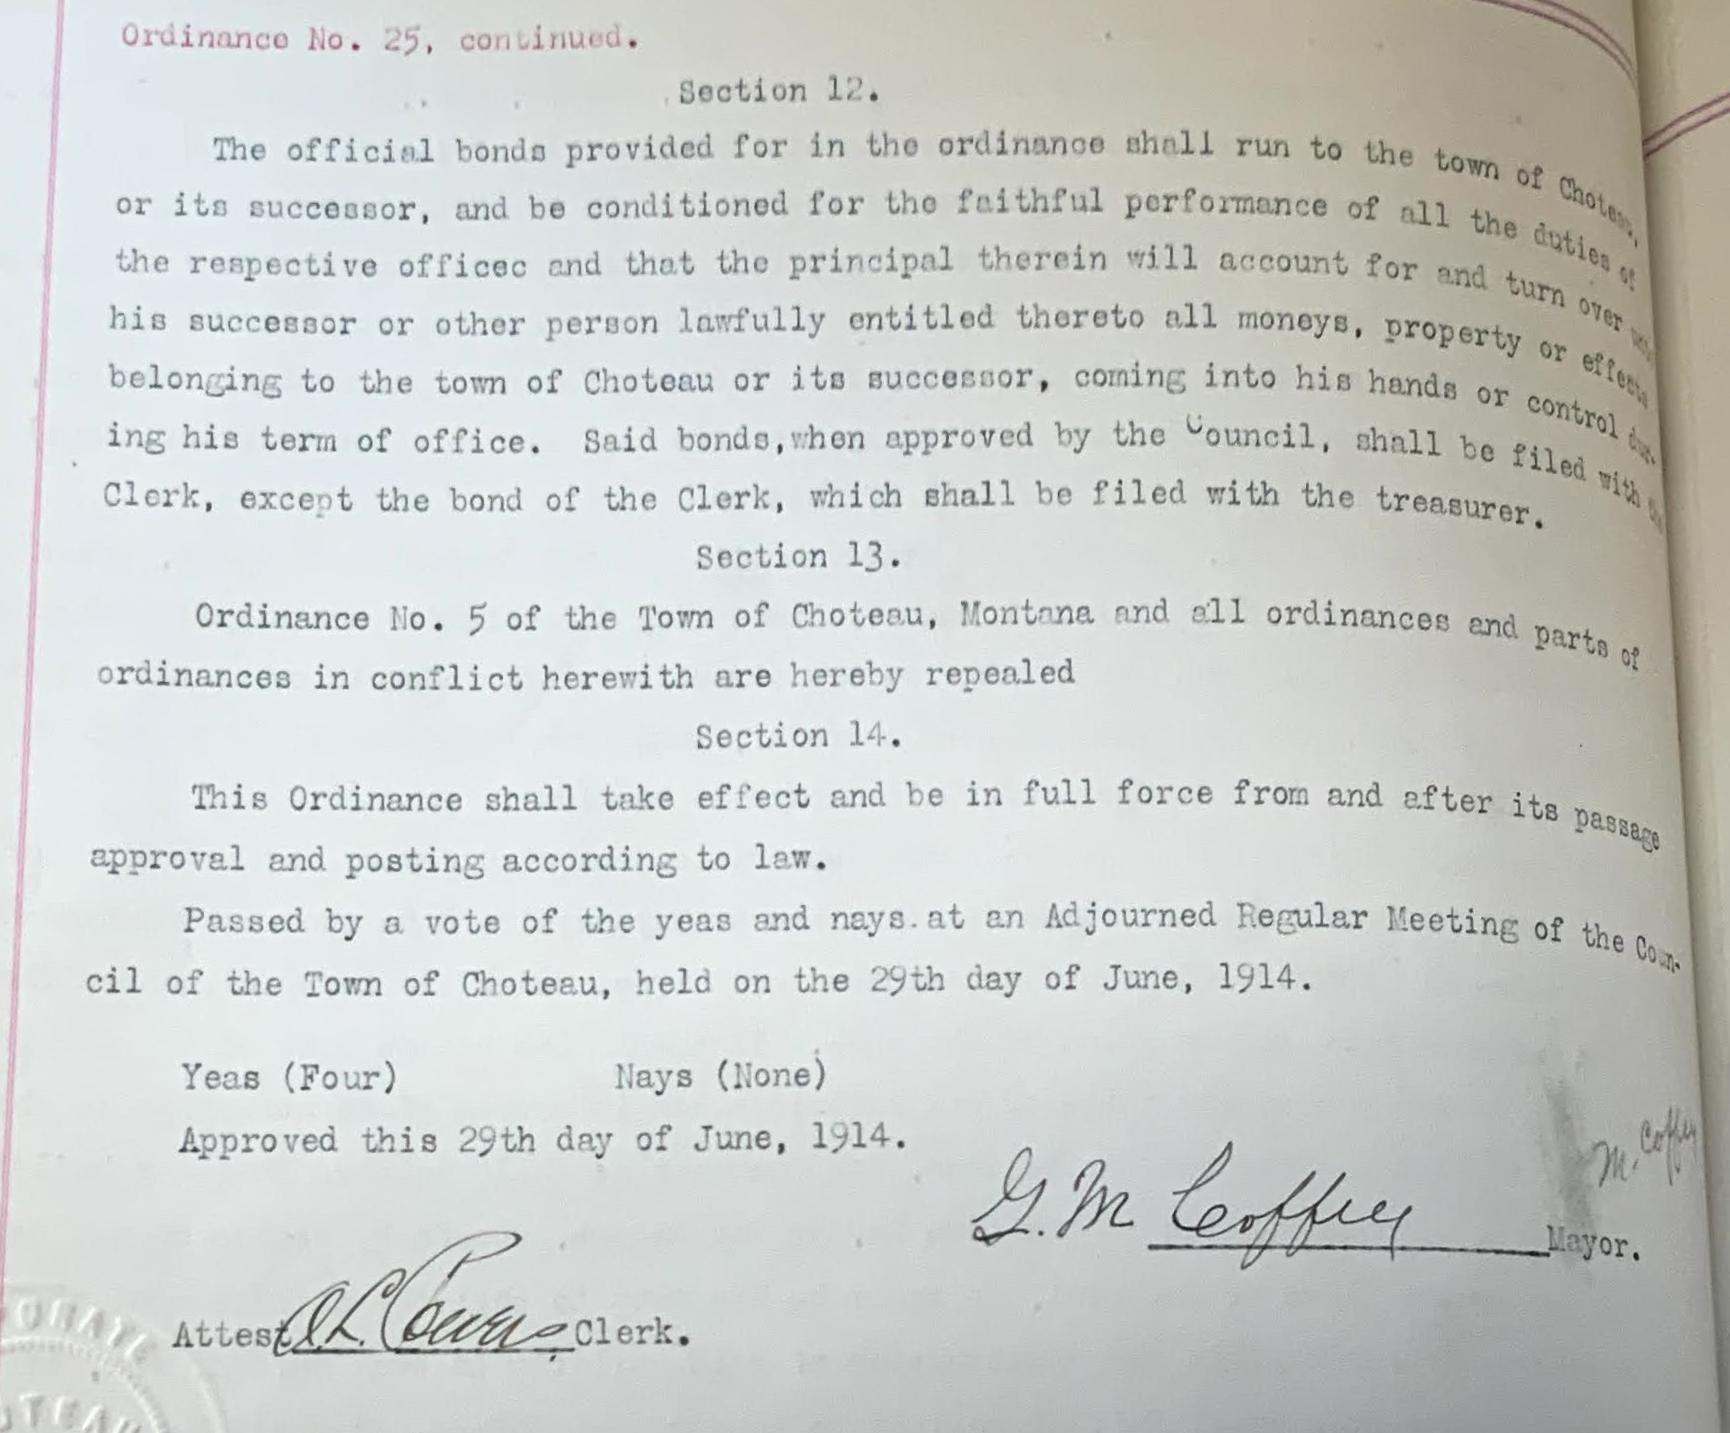 Ordinance No. 25, continued.
Section 12.
The official bonds provided for in the ordinance shall run to the town of Choteau,
or its successor, and be conditioned for the faithful performance of all the duties of
the respective officec and that the principal therein will account for and turn over
his successor or other person lawfully entitled thereto all moneys, property or effects
belonging to the town of Choteau or its successor, coming into his hands or control dur-
ing his term of office. Said bonds, when approved by the Council, shall be filed with the
Clerk, except the bond of the Clerk, which shall be filed with the treasurer.
Section 13.
Ordinance No. 5 of the Town of Choteau, Montana and all ordinances and parts of
ordinances in conflict herewith are hereby repealed
Section 14.
This Ordinance shall take effect and be in full force from and after its passage
approval and posting according to law.
Passed by a vote of the yeas and nays. at an Adjourned Regular Meeting of the Coun-
cil of the Town of Choteau, held on the 29th day of June, 1914.
Yeas (Four) Nays (None)
Approved this 29th day of June, 1914.
M. Coffey
G. M Coffey Mayor.
Attest Clerk.